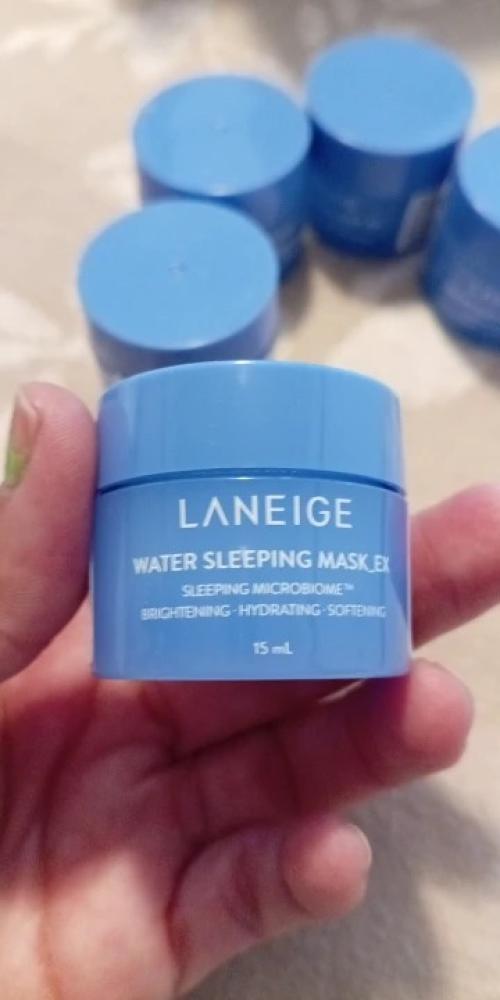 LANEIGE
WATER SLEEPING MASK_EX
SLEEPING MICROBIOME™
BRIGHTENING · HYDRATING · SOFTENING
15 mL